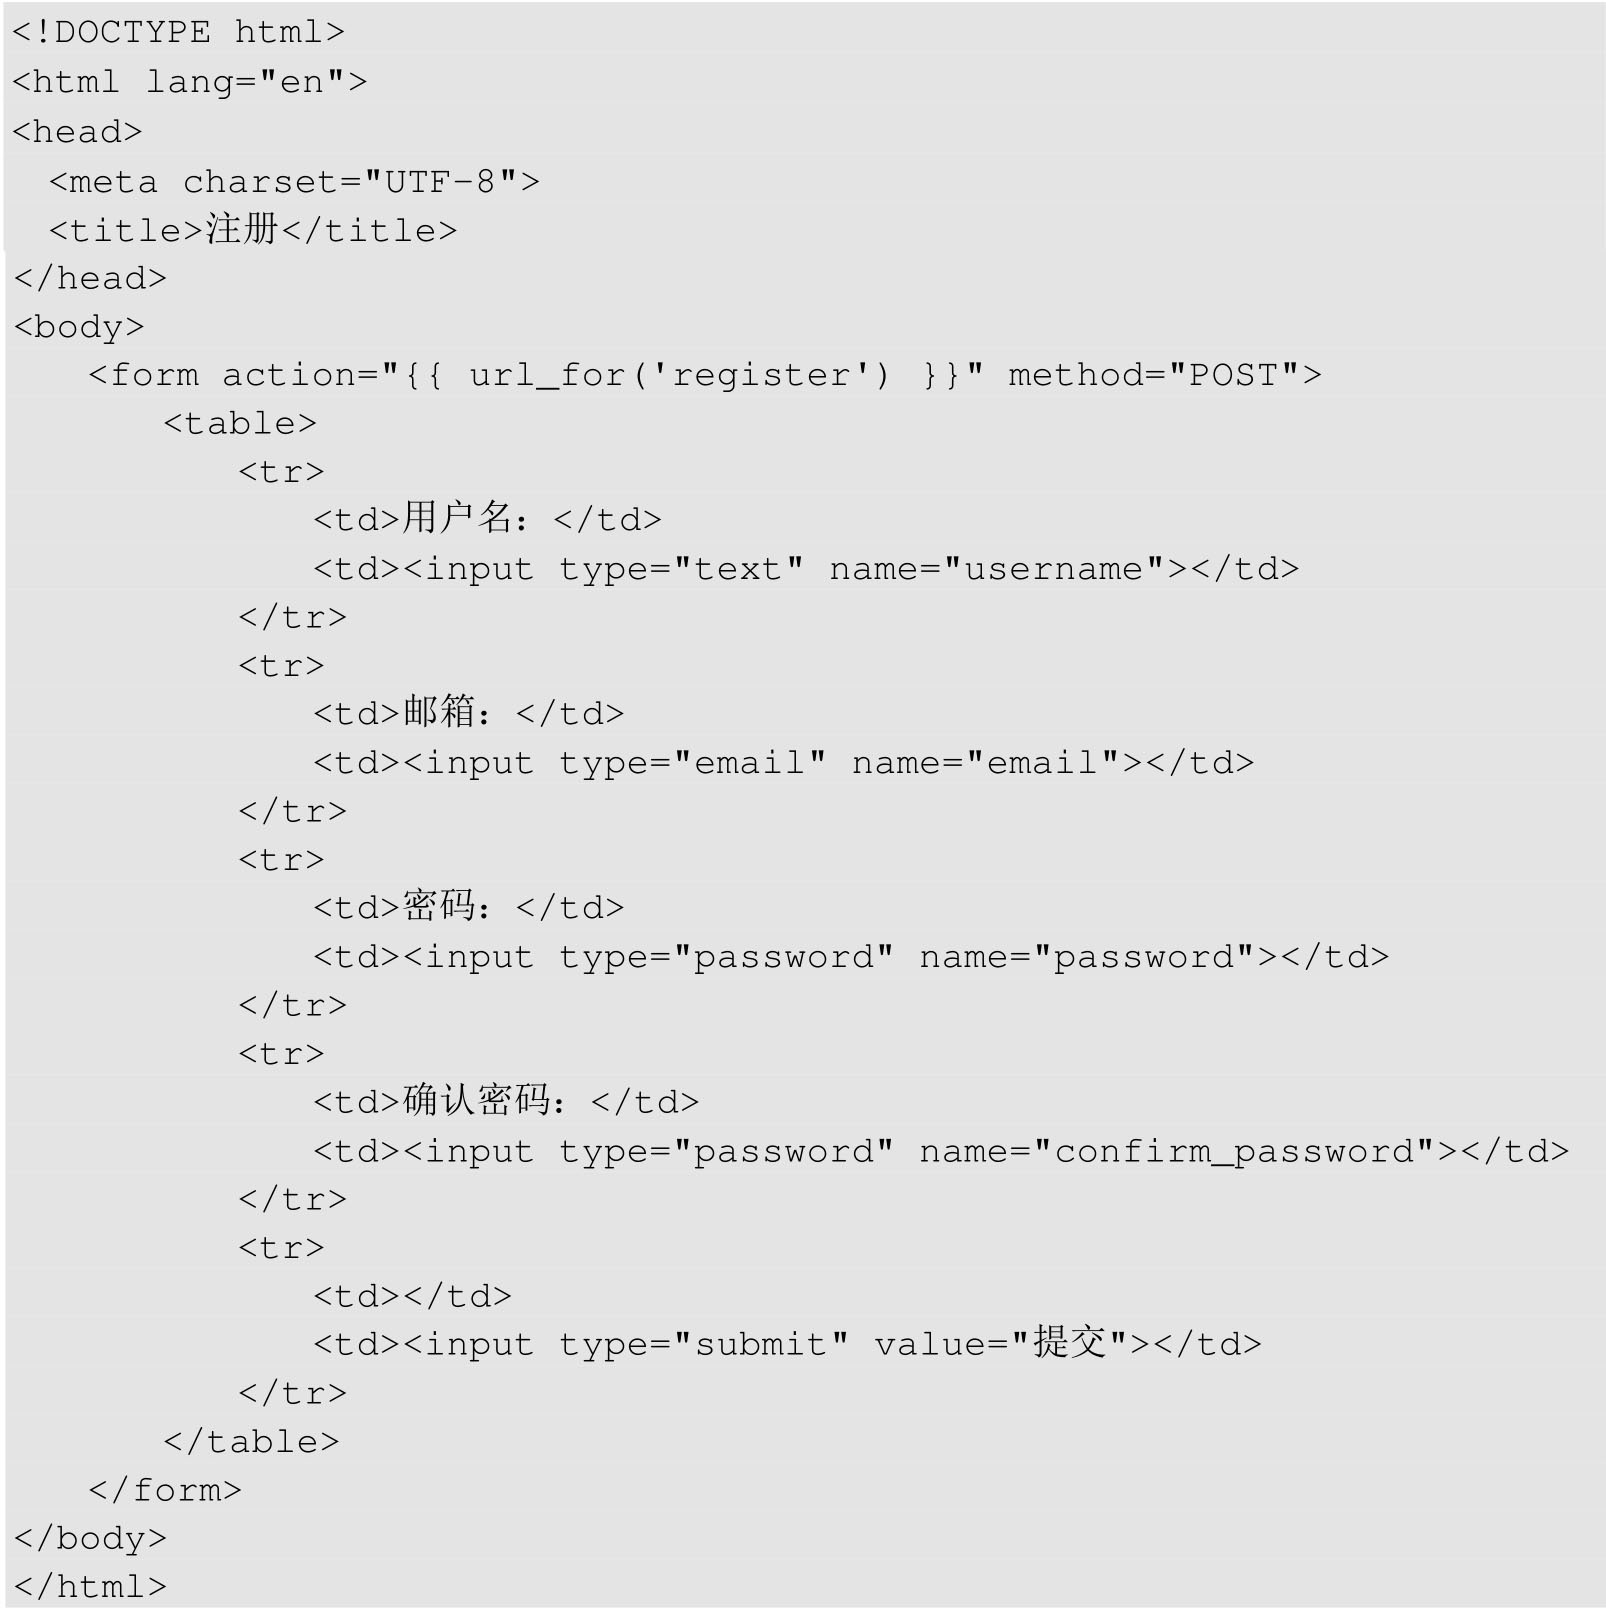 <!DOCTYPE html>
<html lang="en">
<head>
  <meta charset="UTF-8">
  <title>注册</title>
</head>
<body>
    <form action="{{ url_for('register') }}" method="POST">
        <table>
            <tr>
                <td>用户名：</td>
                <td><input type="text" name="username"></td>
            </tr>
            <tr>
                <td>邮箱：</td>
                <td><input type="email" name="email"></td>
            </tr>
            <tr>
                <td>密码：</td>
                <td><input type="password" name="password"></td>
            </tr>
            <tr>
                <td>确认密码：</td>
                <td><input type="password" name="confirm_password"></td>
            </tr>
            <tr>
                <td></td>
                <td><input type="submit" value="提交"></td>
            </tr>
        </table>
    </form>
</body>
</html>